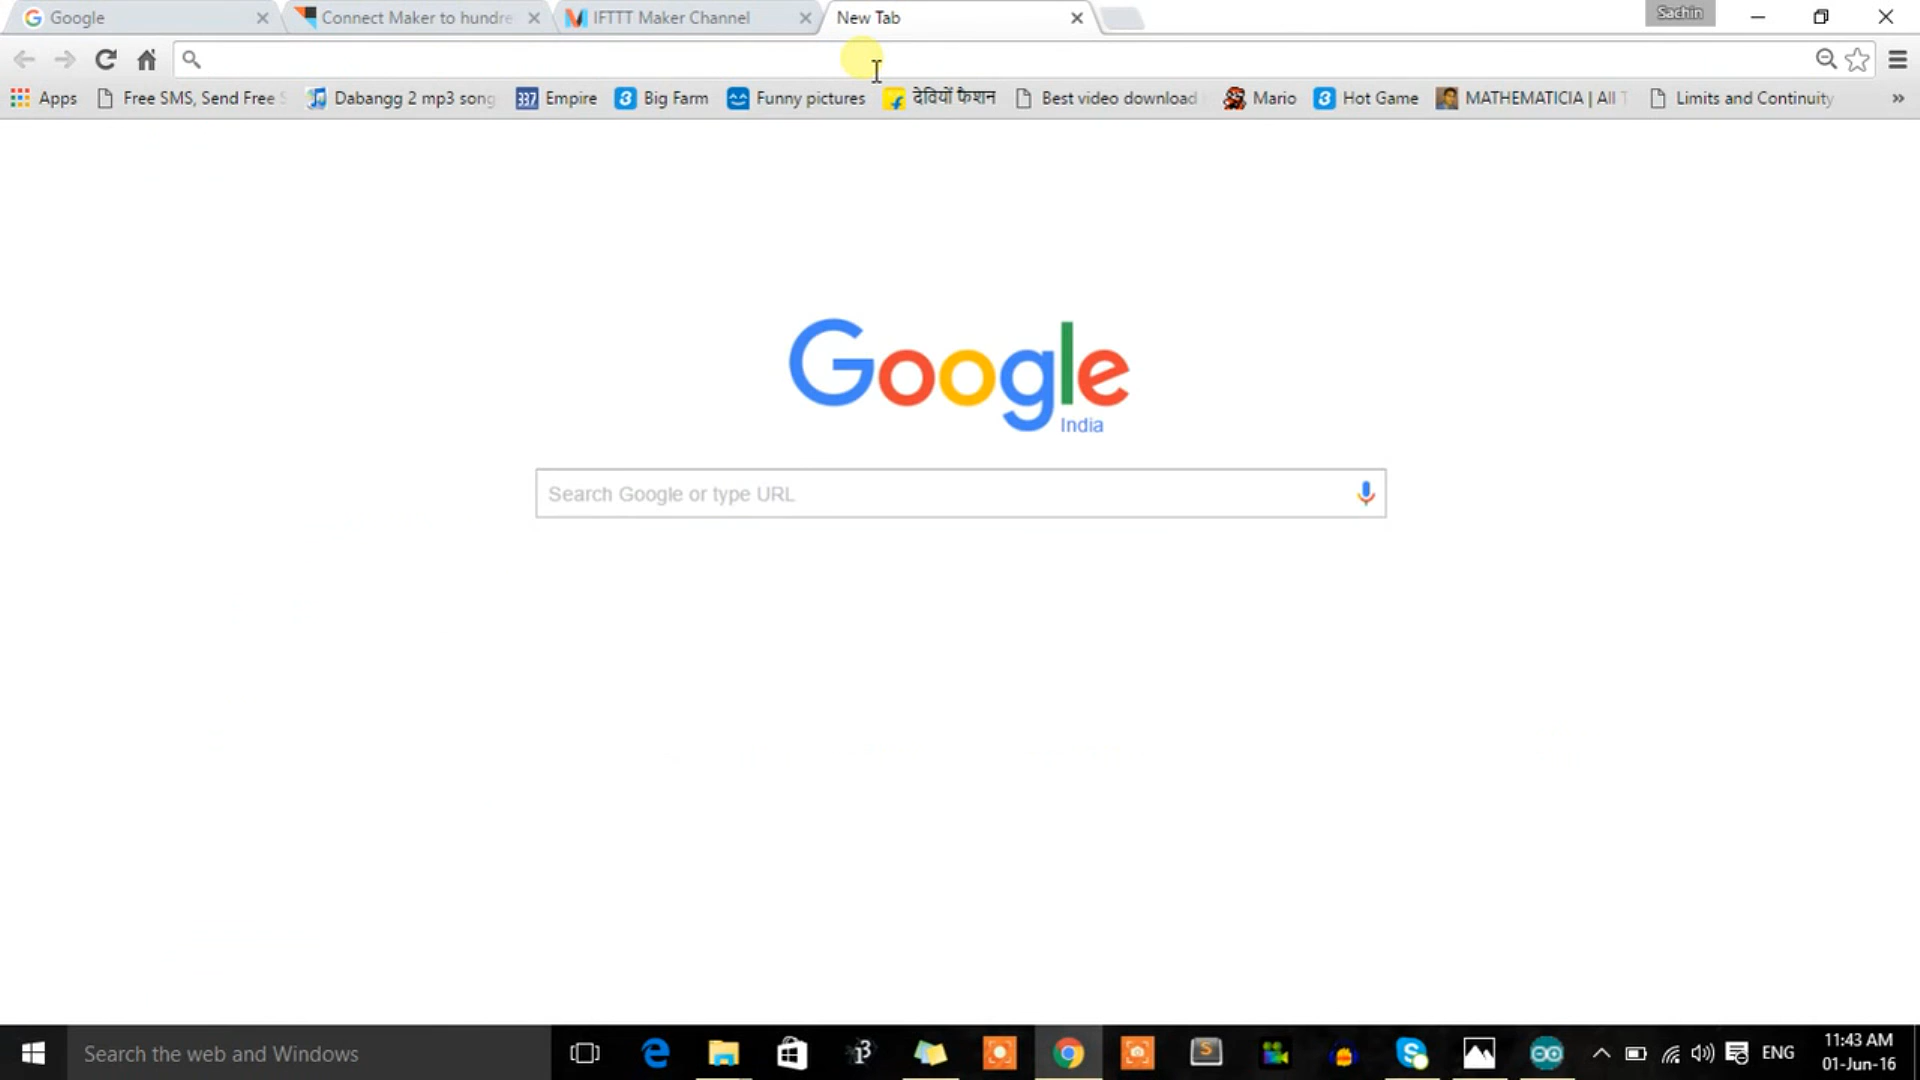 Google
Connect Maker to hundre
IFTTT Maker Channel
New Tab
Sachin
Apps
Free SMS, Send Free S
Dabangg 2 mp3 song
337 Empire
Big Farm
Funny pictures
देवियों फैशन
Best video download
Mario
Hot Game
MATHEMATICIA | All T
Limits and Continuity
Google
India
Search Google or type URL
Search the web and Windows
ENG
11:43 AM
01-Jun-16